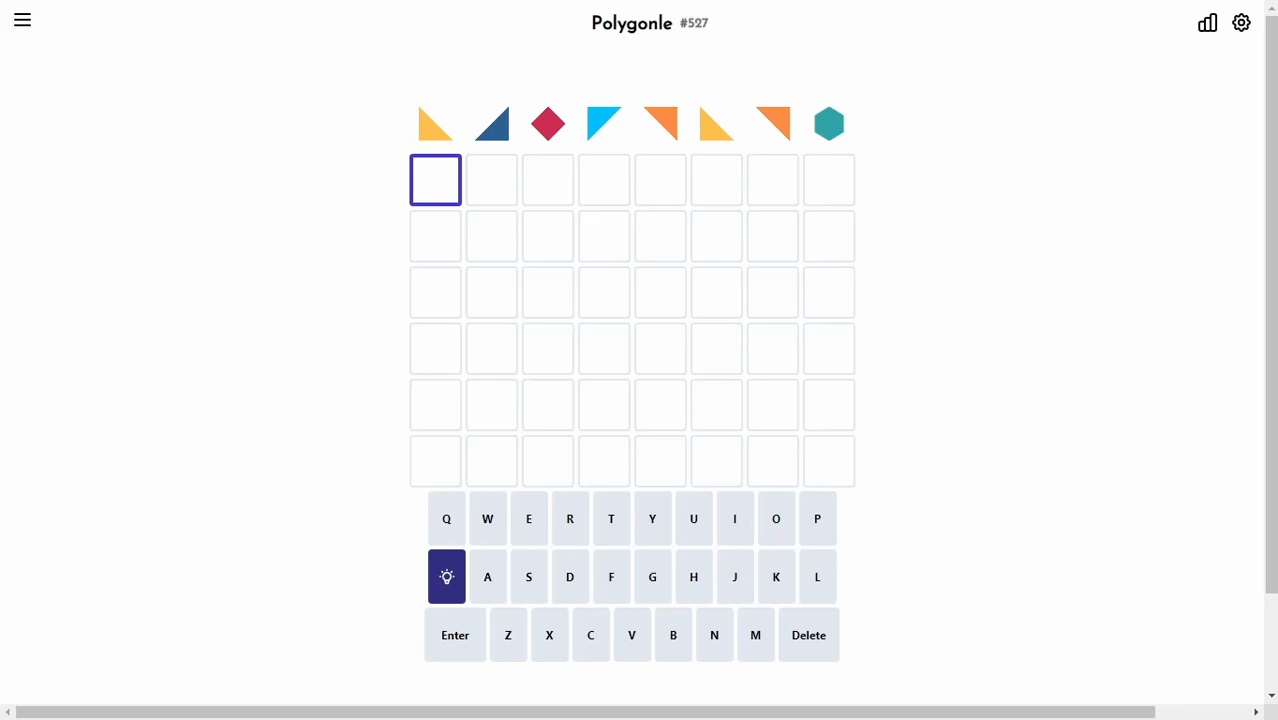 Polygonle #527
Q W E R T Y U I O P
A S D F G H J K L
Enter Z X C V B N M Delete